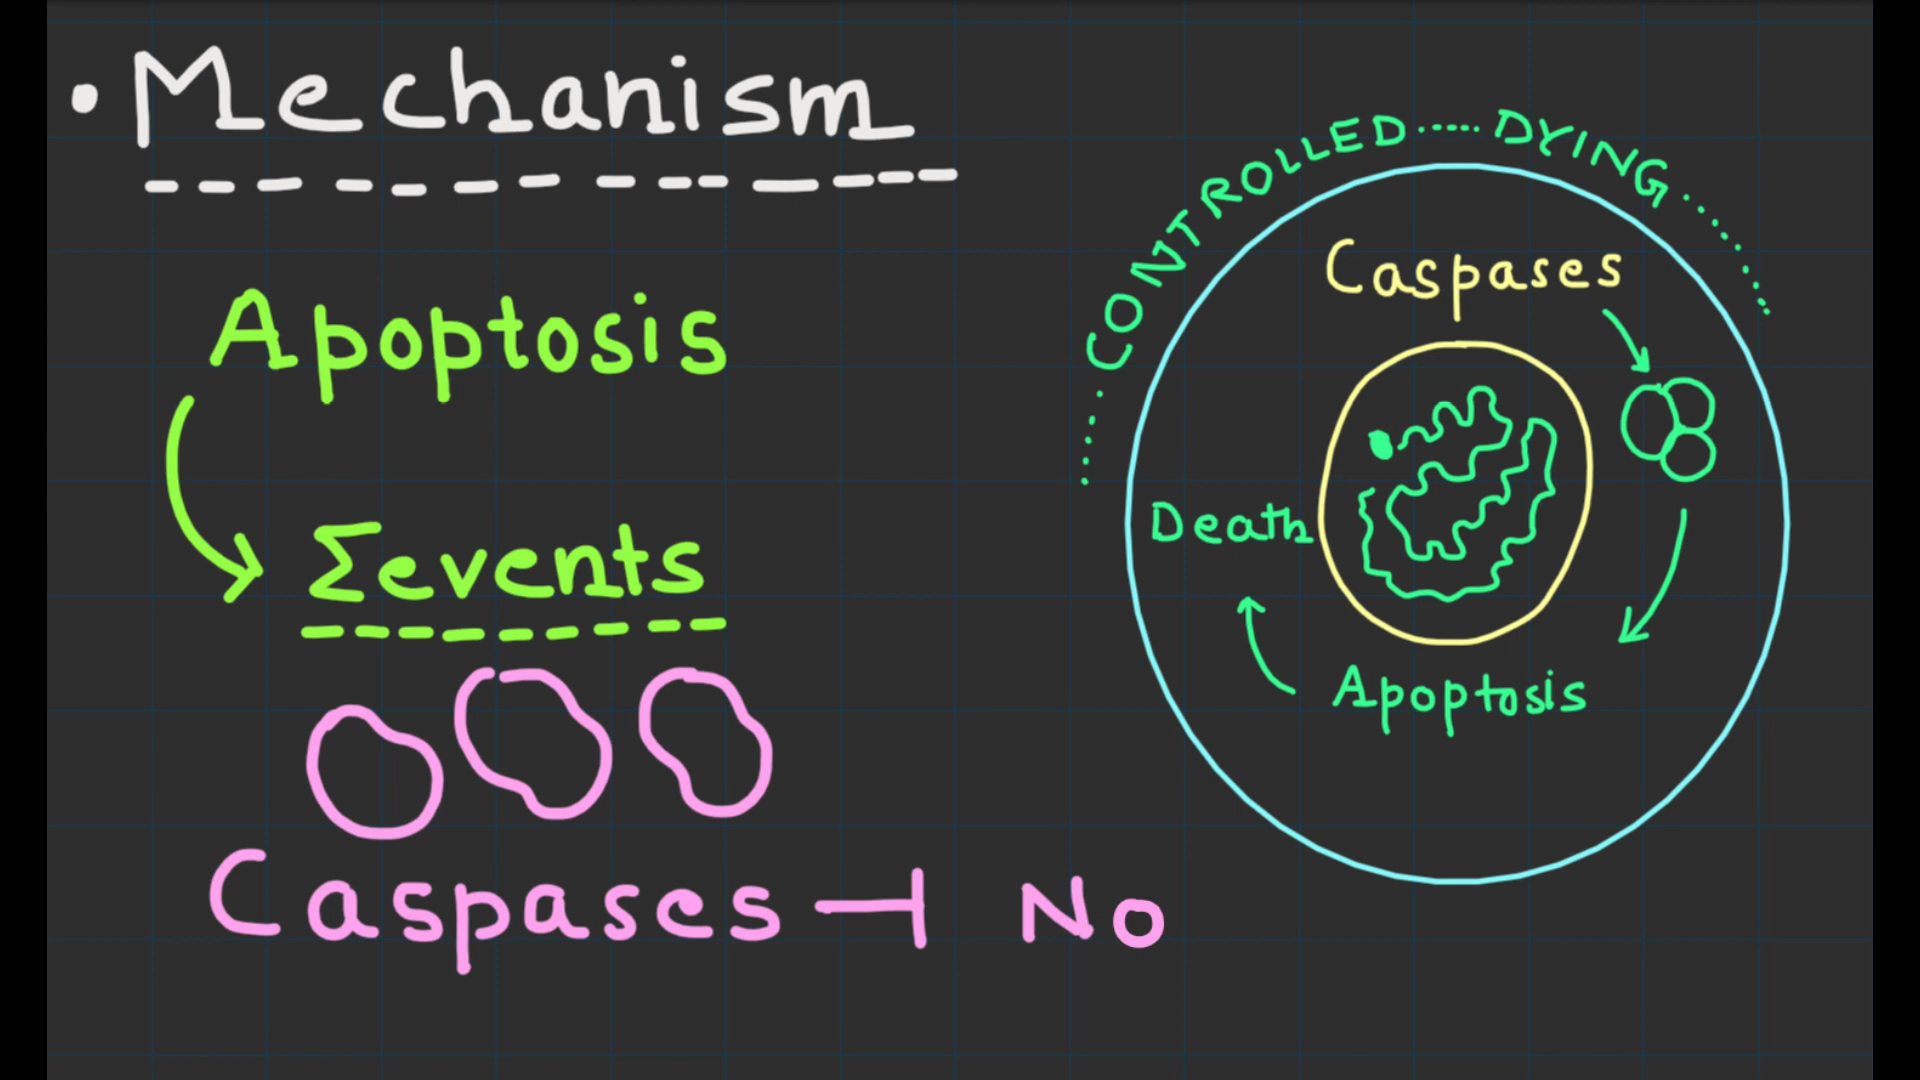 • Mechanism
Apoptosis
Σevents
Caspases ⊣ No
CONTROLLED ..... DYING
Caspases
Death
Apoptosis